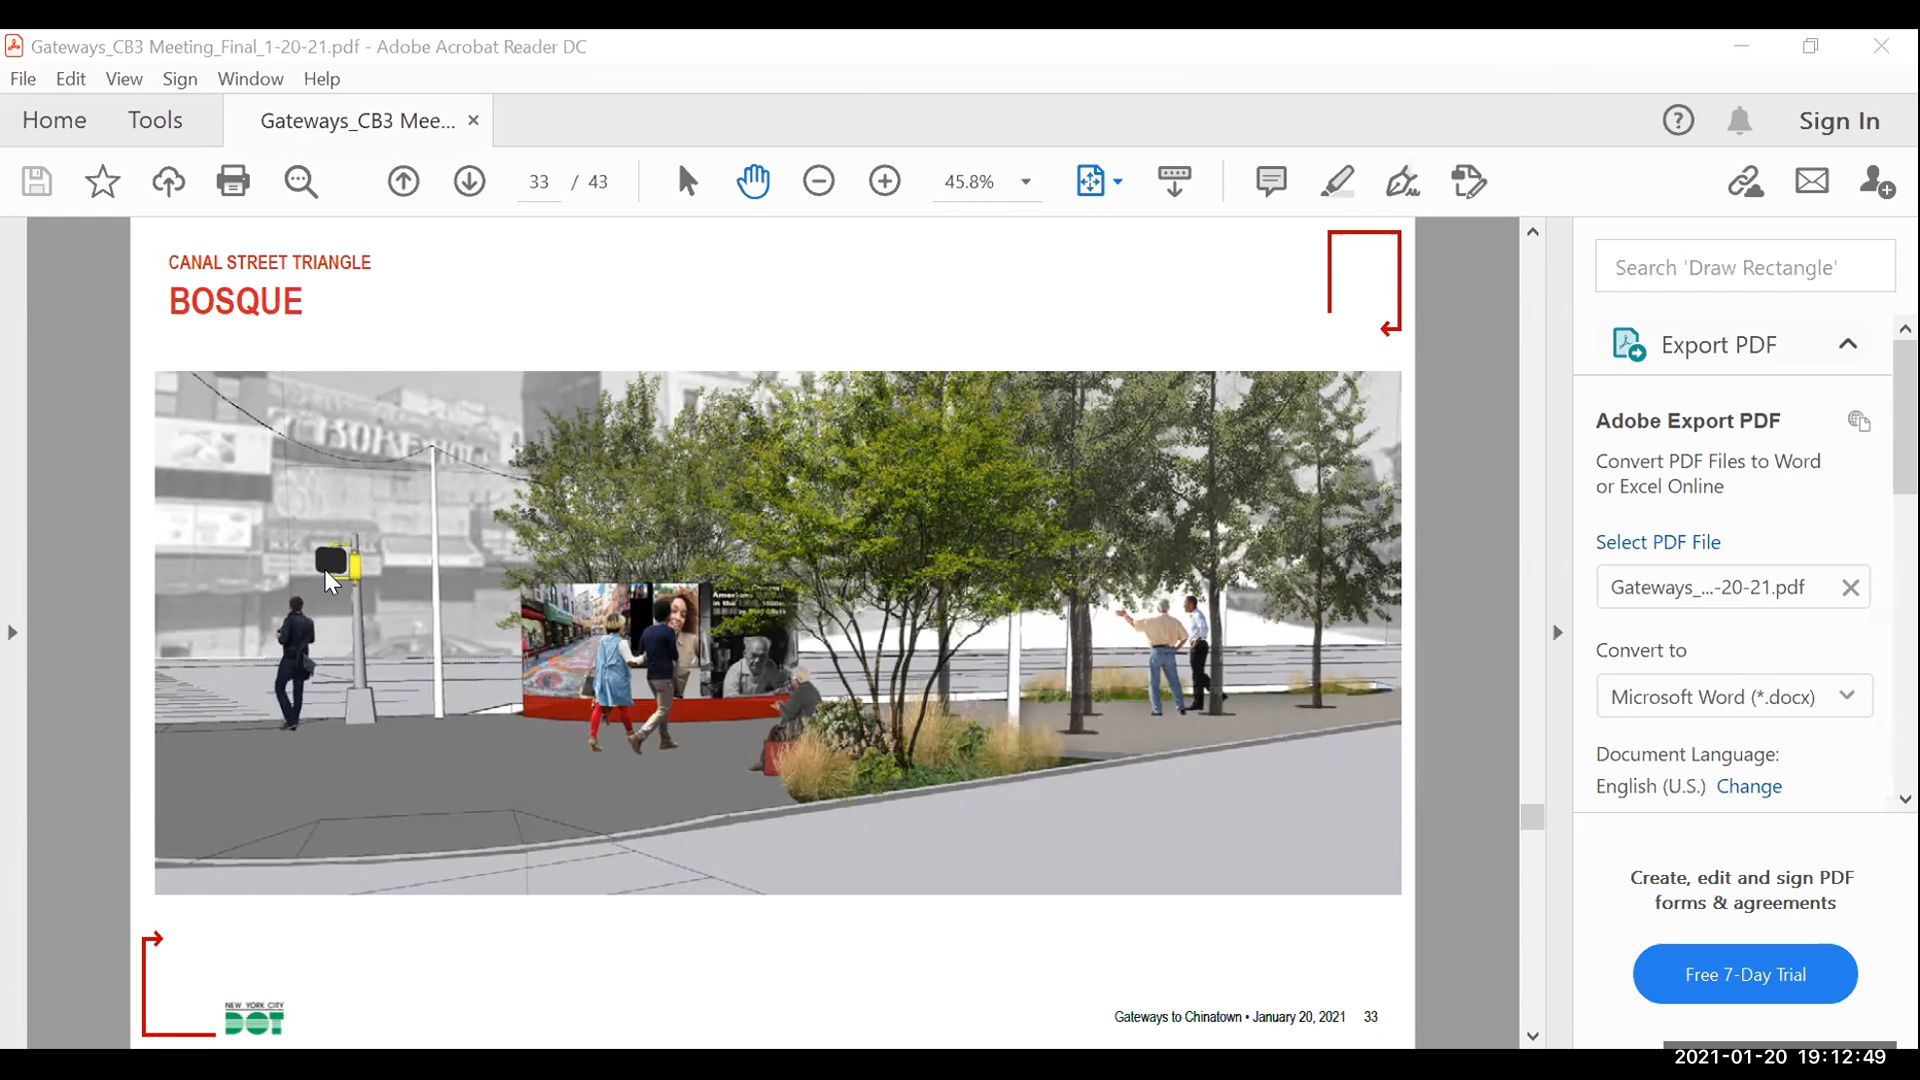 Gateways_CB3 Meeting_Final_1-20-21.pdf - Adobe Acrobat Reader DC
File Edit View Sign Window Help
Home Tools Gateways_CB3 Mee... Sign In
33 / 43 45.8%
CANAL STREET TRIANGLE
BOSQUE
Search 'Draw Rectangle'
Export PDF
Adobe Export PDF
Convert PDF Files to Word
or Excel Online
Select PDF File
Gateways_...-20-21.pdf
Convert to
Microsoft Word (*.docx)
Document Language:
English (U.S.) Change
Create, edit and sign PDF
forms & agreements
Free 7-Day Trial
NEW YORK CITY
DOT
Gateways to Chinatown • January 20, 2021 33
2021-01-20 19:12:49